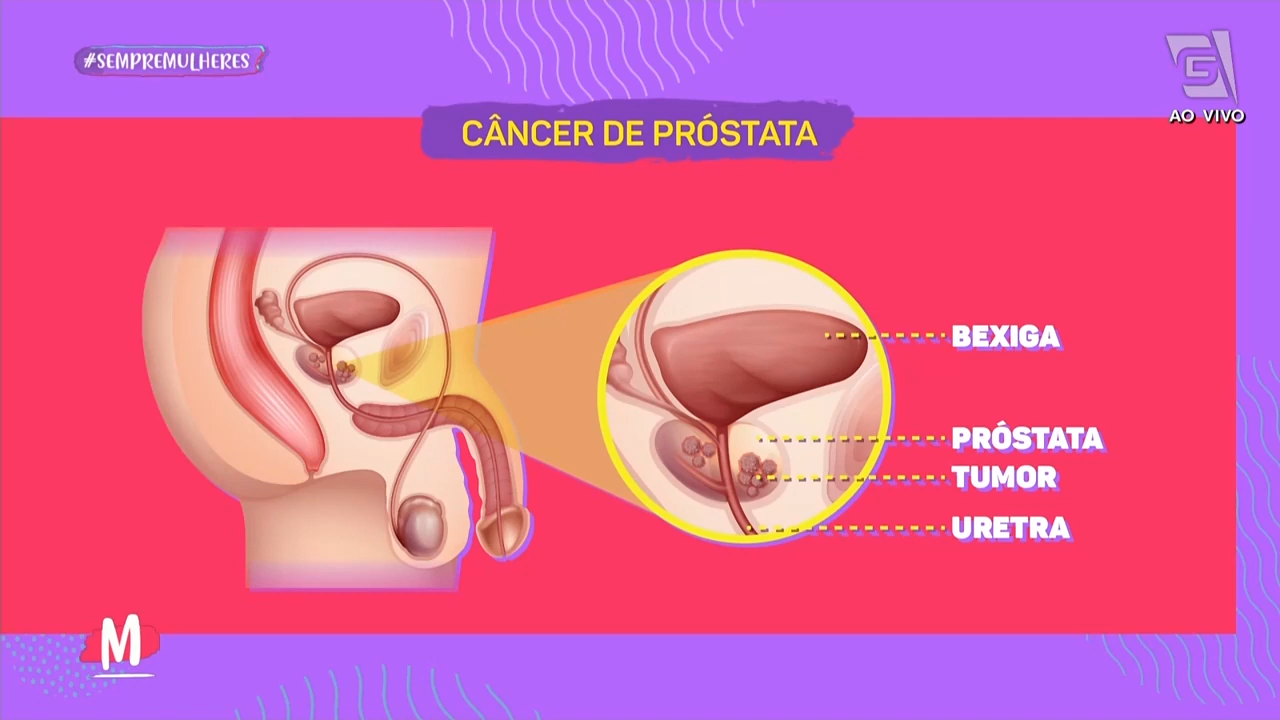 #SEMPREMULHERES
AO VIVO
CÂNCER DE PRÓSTATA
BEXIGA
PRÓSTATA
TUMOR
URETRA
M